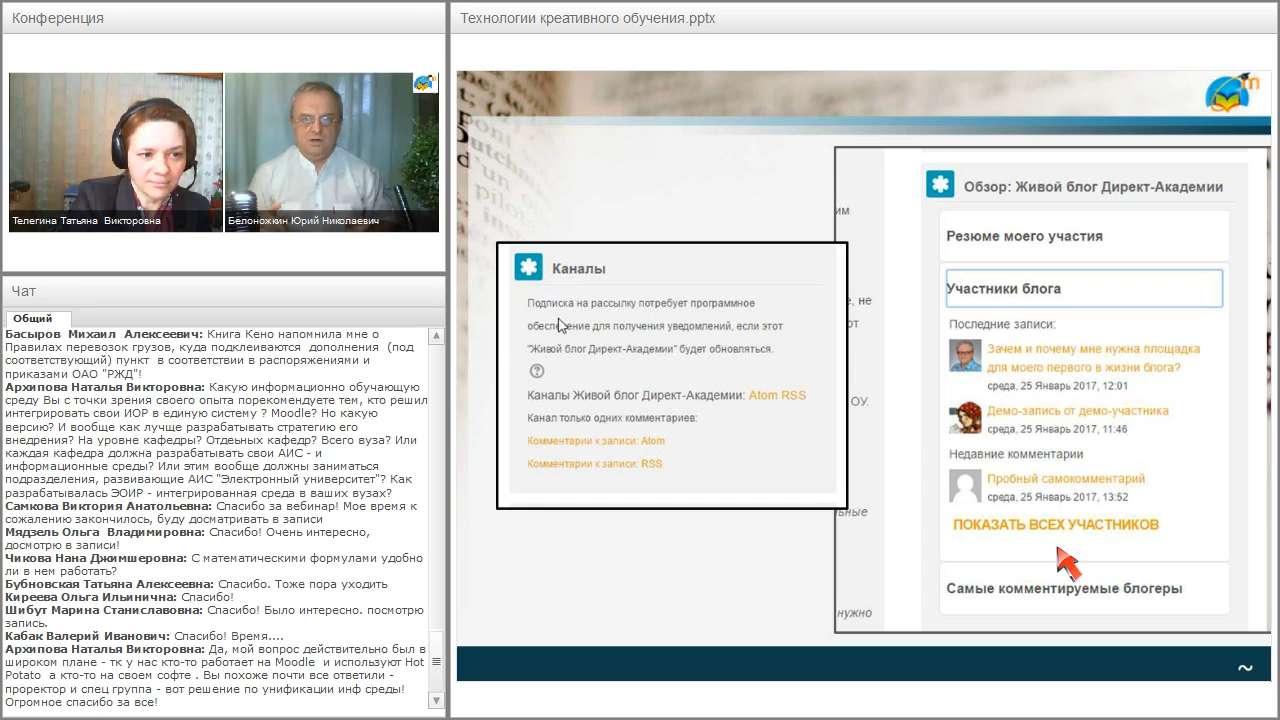 Конференция
Телегина Татьяна Викторовна
Белоножкин Юрий Николаевич
Чат
Общий
Басыров Михаил Алексеевич: Книга Кено напомнила мне о
Правилах перевозок грузов, куда подклеиваются дополнения (под
соответствующий) пункт в соответствии в распоряжениями и
приказами ОАО "РЖД"!
Архипова Наталья Викторовна: Какую информационно обучающую
среду Вы с точки зрения своего опыта порекомендуете тем, кто решил
интегрировать свои ИОР в единую систему ? Moodle? Но какую
версию? И вообще как лучще разрабатывать стратегию его
внедрения? На уровне кафедры? Отдеьных кафедр? Всего вуза? Или
каждая кафедра должна разрабатывать свои АИС - и
информационные среды? Или этим вообще должны заниматься
подразделения, развивающие АИС "Электронный университет"? Как
разрабатывалась ЭОИР - интегрированная среда в ваших вузах?
Самкова Виктория Анатольевна: Спасибо за вебинар! Мое время к
сожалению закончилось, буду досматривать в записи
Мядзель Ольга Владимировна: Спасибо! Очень интересно,
досмотрю в записи!
Чикова Нана Джимшеровна: С математическими формулами удобно
ли в нем работать?
Бубновская Татьяна Алексеевна: Спасибо. Тоже пора уходить
Киреева Ольга Ильинична: Спасибо!
Шибут Марина Станиславовна: Спасибо! Было интересно. посмотрю
запись.
Кабак Валерий Иванович: Спасибо! Время....
Архипова Наталья Викторовна: Да, мой вопрос действительно был в
широком плане - тк у нас кто-то работает на Moodle и используют Hot
Potato а кто-то на своем софте . Вы похоже почти все ответили -
проректор и спец группа - вот решение по унификации инф среды!
Огромное спасибо за все!
Технологии креативного обучения.pptx
Каналы
Подписка на рассылку потребует программное
обеспечение для получения уведомлений, если этот
"Живой блог Директ-Академии" будет обновляться.
Каналы Живой блог Директ-Академии: Atom RSS
Канал только одних комментариев:
Комментарии к записи: Atom
Комментарии к записи: RSS
им
е, не
от
ОУ.
ьные
нужно
Обзор: Живой блог Директ-Академии
Резюме моего участия
Участники блога
Последние записи:
Зачем и почему мне нужна площадка
для моего первого в жизни блога?
среда, 25 Январь 2017, 12:01
Демо-запись от демо-участника
среда, 25 Январь 2017, 11:46
Недавние комментарии
Пробный самокомментарий
среда, 25 Январь 2017, 13:52
ПОКАЗАТЬ ВСЕХ УЧАСТНИКОВ
Самые комментируемые блогеры